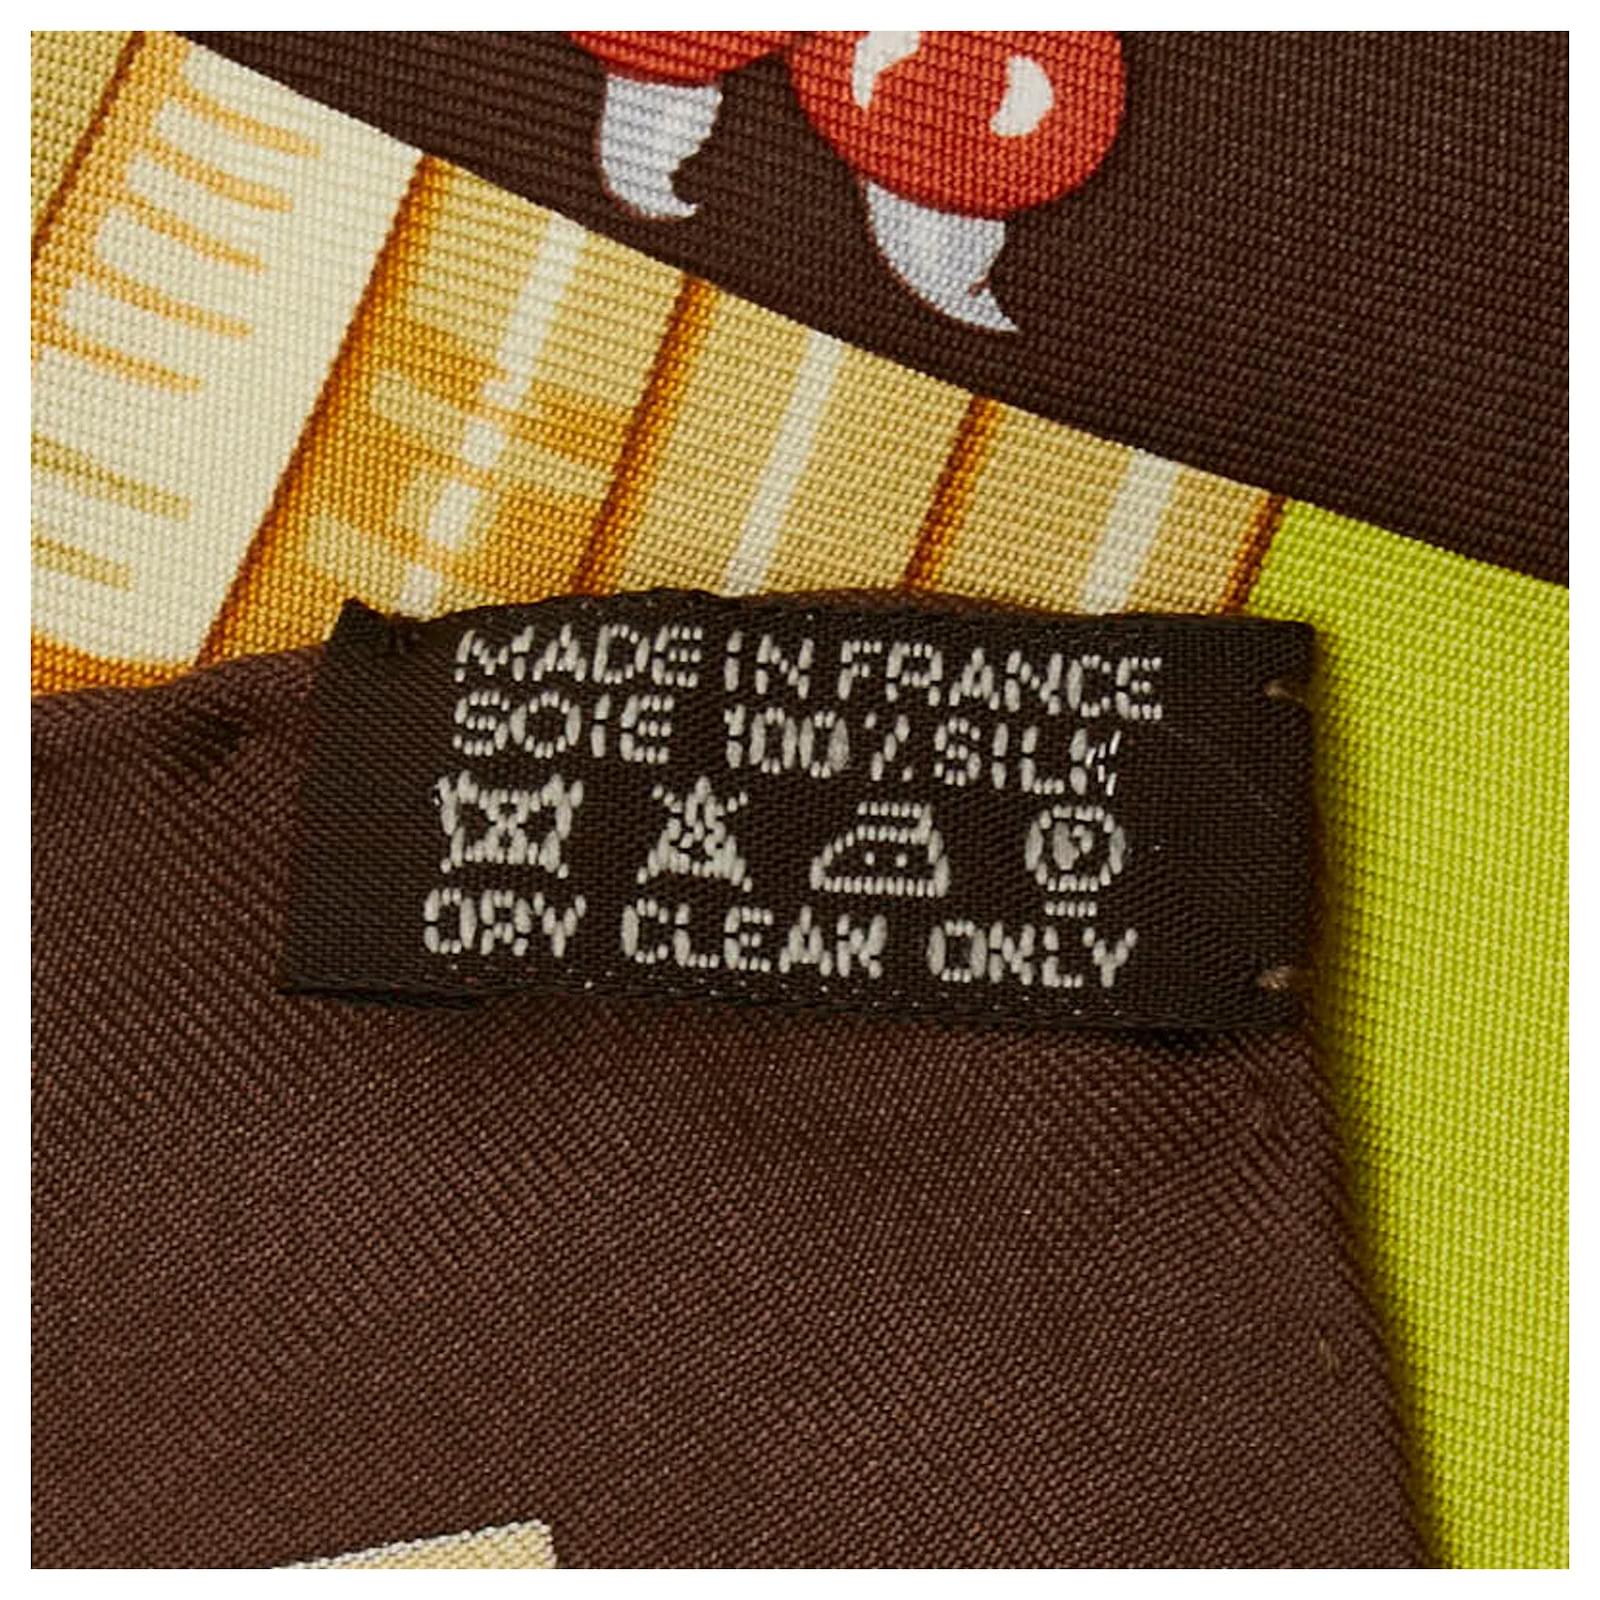 MADE IN FRANCE
SOIE 100% SILK
P
DRY CLEAN ONLY